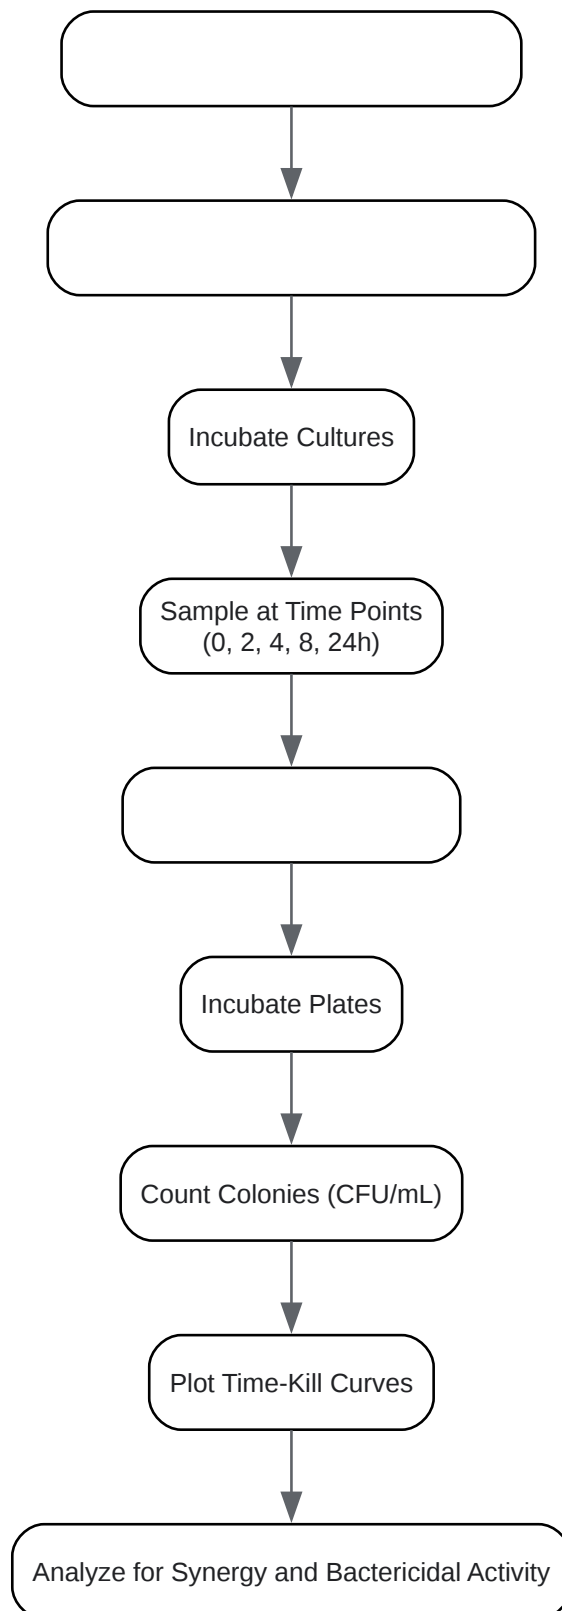 Incubate Cultures
Sample at Time Points
(0, 2, 4, 8, 24h)
Incubate Plates
Count Colonies (CFU/mL)
Plot Time-Kill Curves
Analyze for Synergy and Bactericidal Activity